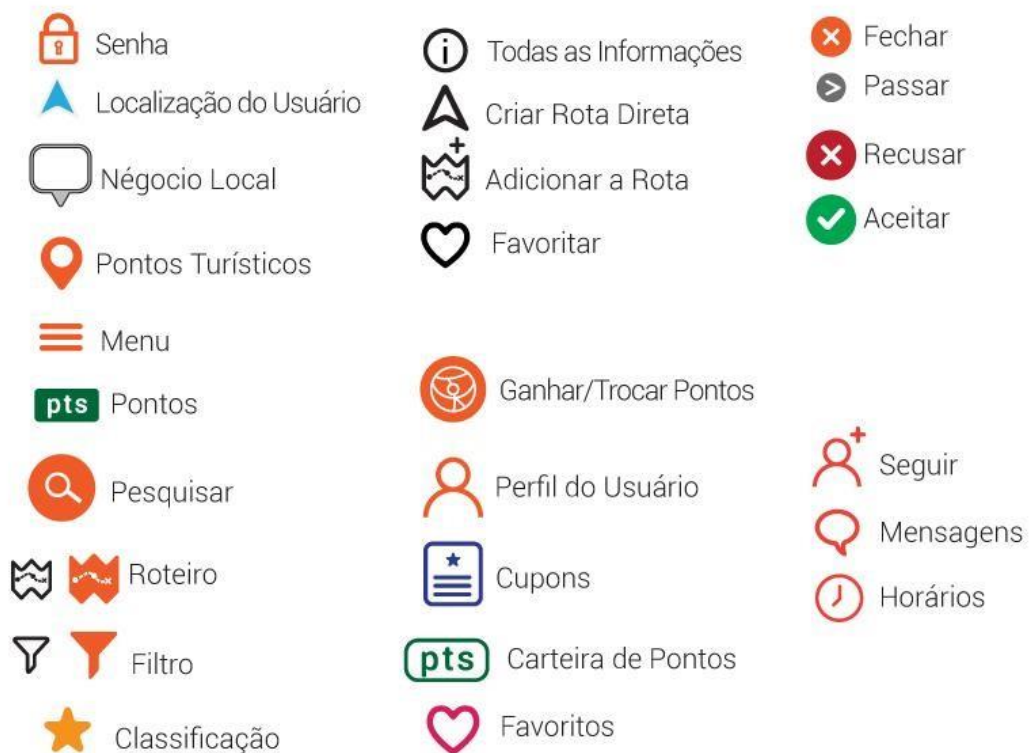 Senha
Localização do Usuário
Négocio Local
Pontos Turísticos
Menu
pts Pontos
Pesquisar
Roteiro
Filtro
Classificação
i Todas as Informações
Criar Rota Direta
Adicionar a Rota
Favoritar
Ganhar/Trocar Pontos
Perfil do Usuário
Cupons
pts Carteira de Pontos
Favoritos
Fechar
Passar
Recusar
Aceitar
Seguir
Mensagens
Horários